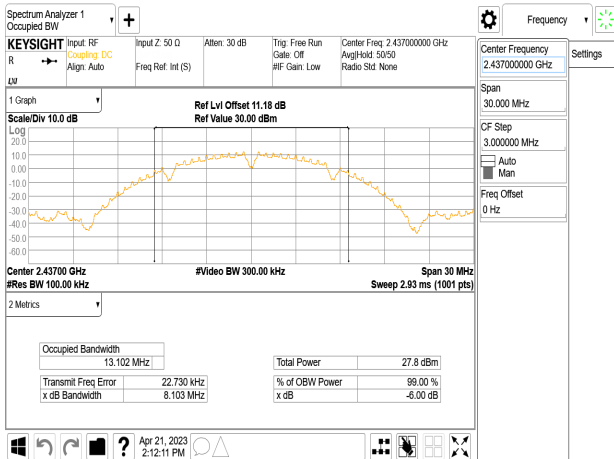 Spectrum Analyzer 1
Occupied BW
Frequency
KEYSIGHT
R
LXI
Input: RF
Coupling: DC
Align: Auto
Input Z: 50 Ω
Freq Ref: Int (S)
Atten: 30 dB
Trig: Free Run
Gate: Off
#IF Gain: Low
Center Freq: 2.437000000 GHz
Avg|Hold: 50/50
Radio Std: None
Center Frequency
2.437000000 GHz
Settings
Span
30.000 MHz
CF Step
3.000000 MHz
Auto
Man
Freq Offset
0 Hz
1 Graph
Scale/Div 10.0 dB
Ref Lvl Offset 11.18 dB
Ref Value 30.00 dBm
Log
20.0
10.0
0.00
-10.0
-20.0
-30.0
-40.0
-50.0
-60.0
Center 2.43700 GHz
#Video BW 300.00 kHz
Span 30 MHz
#Res BW 100.00 kHz
Sweep 2.93 ms (1001 pts)
2 Metrics
Occupied Bandwidth
13.102 MHz
Total Power 27.8 dBm
Transmit Freq Error 22.730 kHz
% of OBW Power 99.00 %
x dB Bandwidth 8.103 MHz
x dB -6.00 dB
Apr 21, 2023
2:12:11 PM